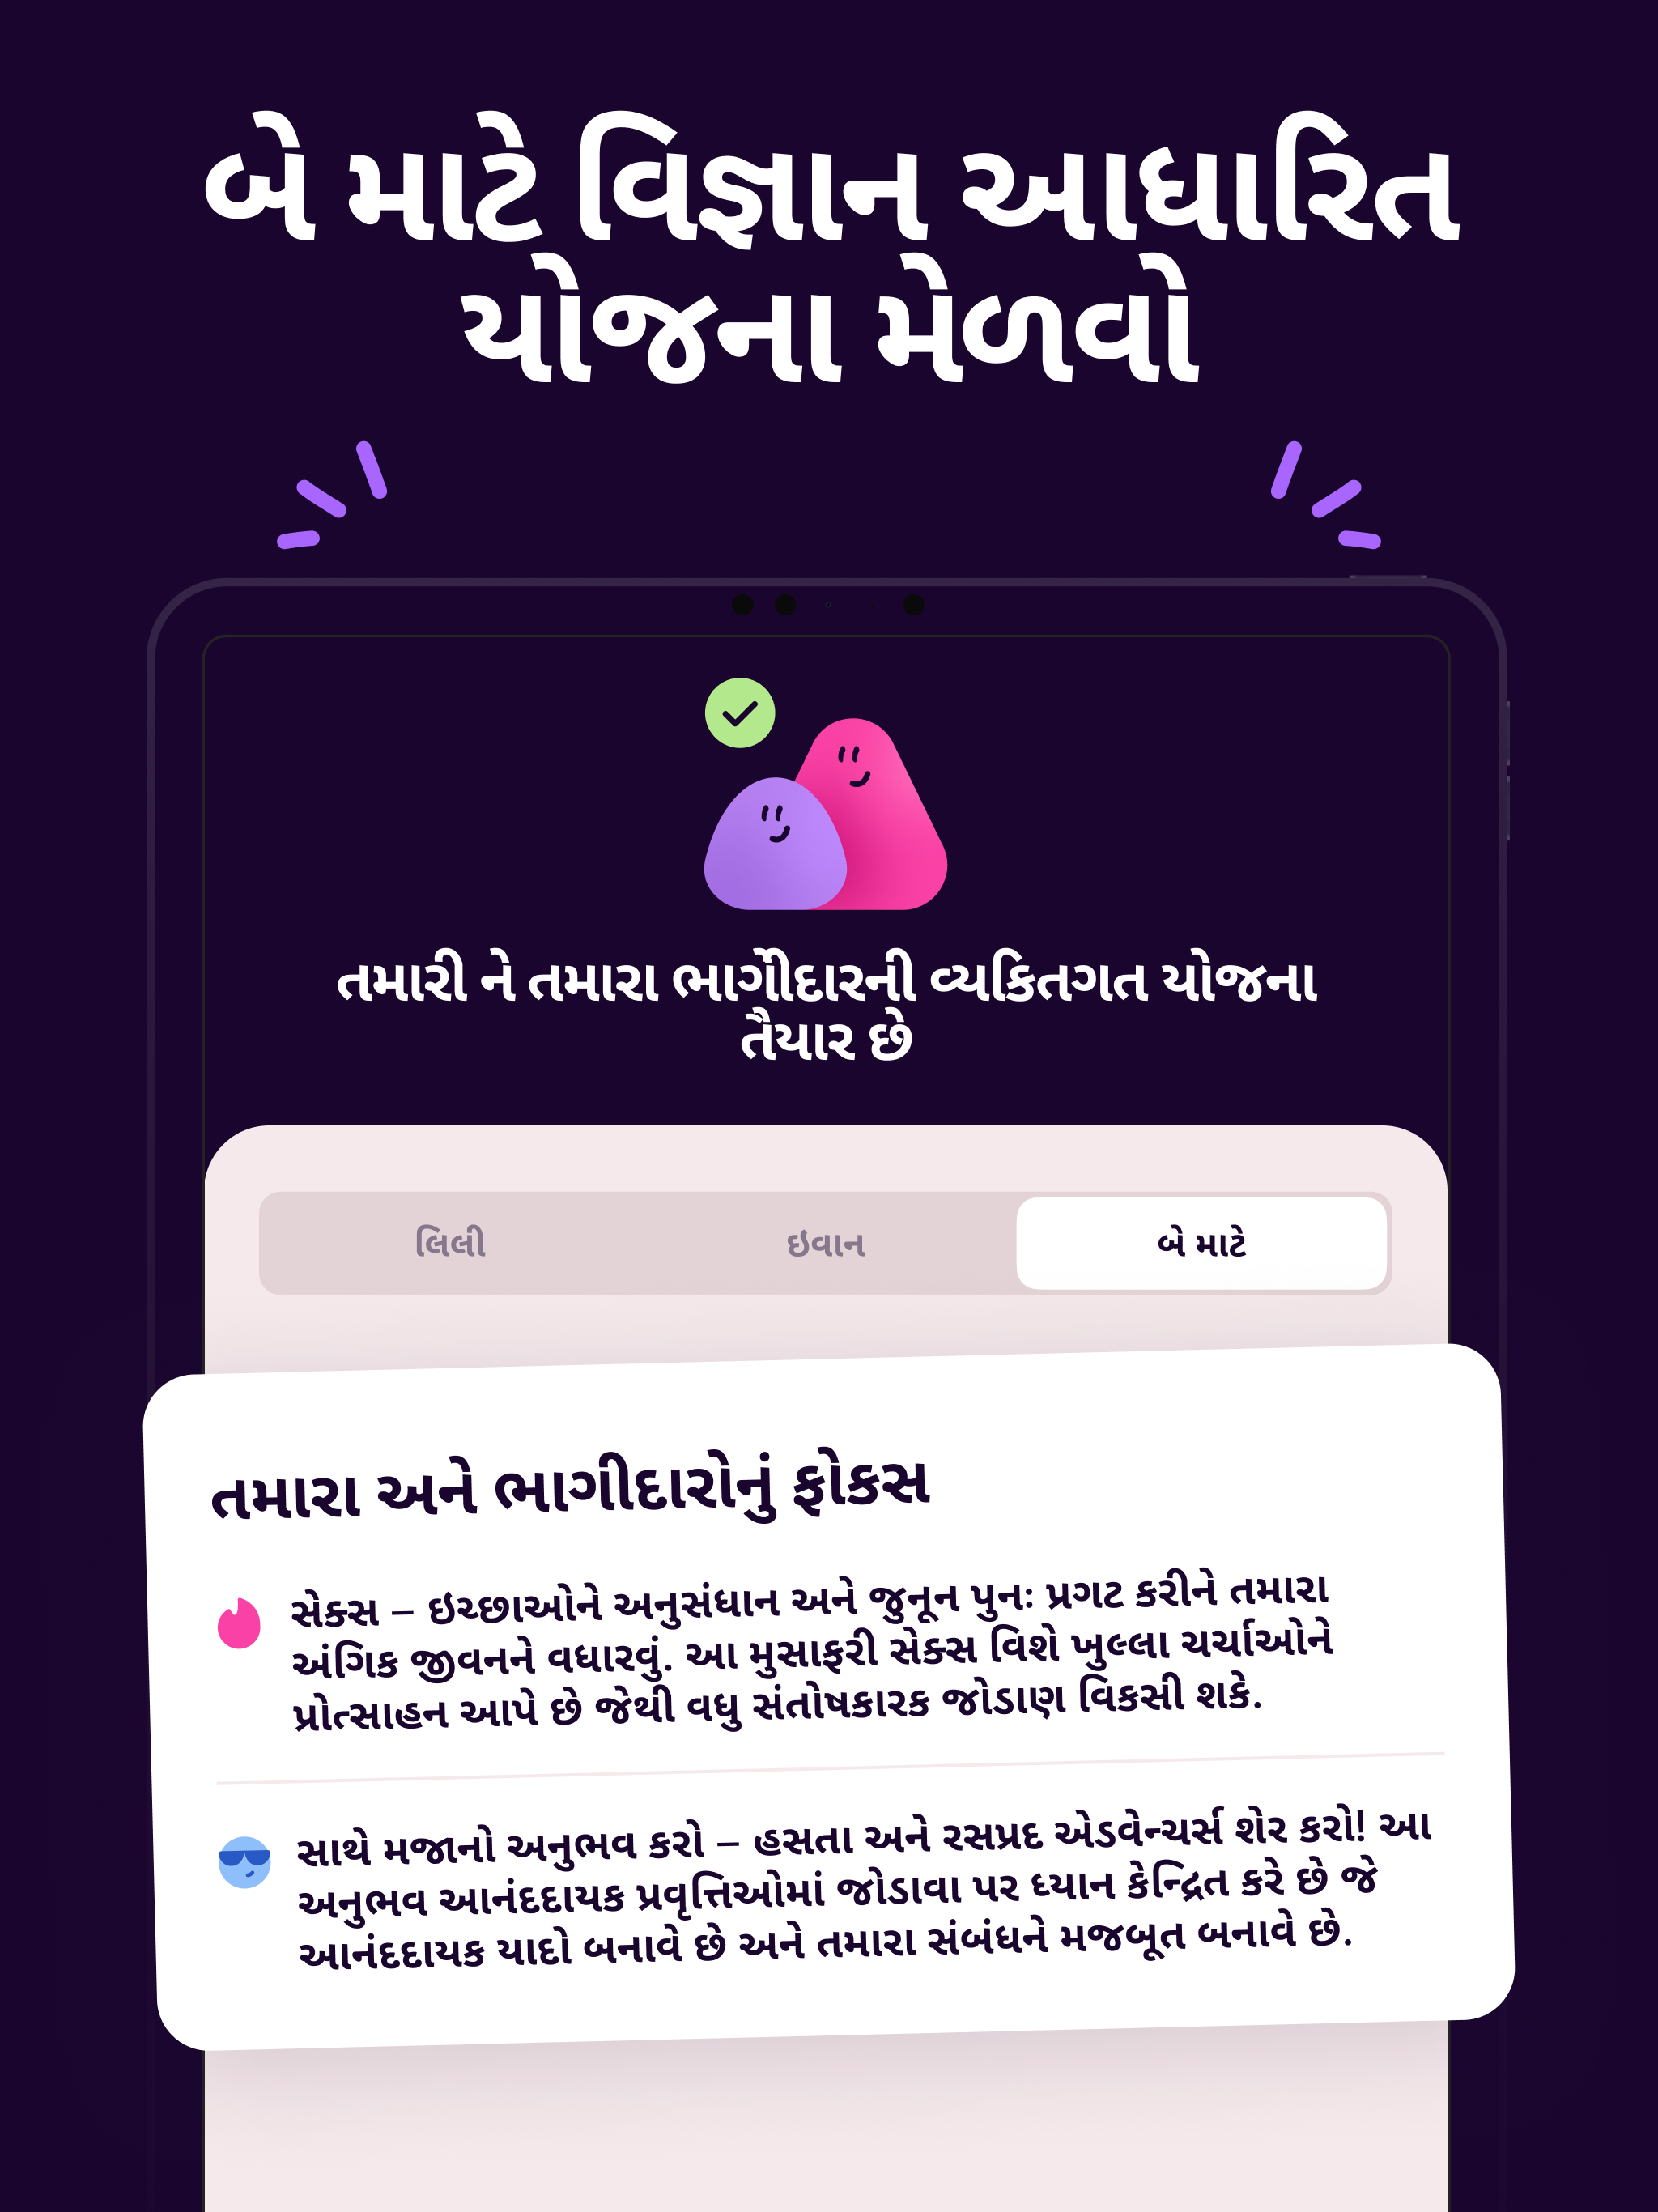 બે માટે વિજ્ઞાન આધારિત
યોજના મેળવો
તમારી ને તમારા ભાગીેદારની વ્યકિતગત યોજના
તૈયાર છે
લિવી
ઇવાન
બે માટે
તમારા અને ભાગીદારોનું ફોકસ
સેક્સ – ઇચ્છાઓને અનુસંધાન અને જુનૂન પુનઃ પ્રગટ કરીને તમારા
અંગિક જીવનને વધારવું. આ મુસાફરી સેક્સ વિશે ખુલ્લા ચર્ચાઓને
પ્રોત્સાહન આપે છે જેથી વધુ સંતોષકારક જોડાણ વિકસી શકે.
સાથે મજાનો અનુભવ કરો – હસતા અને રસપ્રદ એડવેન્ચર્સ શેર કરો! આ
અનુભવ આનંદદાયક પ્રવૃત્તિઓમાં જોડાવા પર ધ્યાન કેન્દ્રિત કરે છે જે
આનંદદાયક યાદો બનાવે છે અને તમારા સંબંધને મજબૂત બનાવે છે.